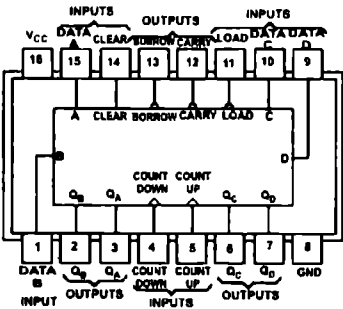 INPUTS OUTPUTS INPUTS
VCC DATA A CLEAR BORROW CARRY LOAD DATA C DATA D
16 15 14 13 12 11 10 9
A CLEAR BORROW CARRY LOAD C
B D
COUNT DOWN COUNT UP
QB QA QC QD
1 2 3 4 5 6 7 8
DATA B QB QA COUNT DOWN COUNT UP QC QD GND
INPUT OUTPUTS INPUTS OUTPUTS